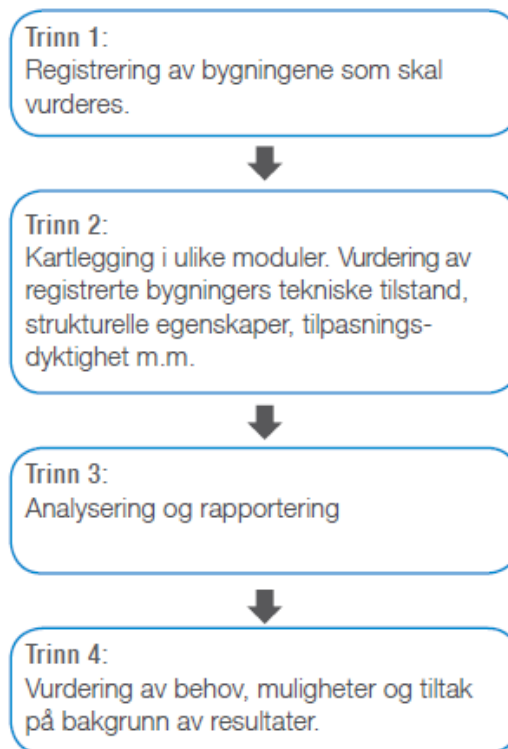 Trinn 1:
Registrering av bygningene som skal
vurderes.
Trinn 2:
Kartlegging i ulike moduler. Vurdering av
registrerte bygningers tekniske tilstand,
strukturelle egenskaper, tilpasnings-
dyktighet m.m.
Trinn 3:
Analysering og rapportering
Trinn 4:
Vurdering av behov, muligheter og tiltak
på bakgrunn av resultater.